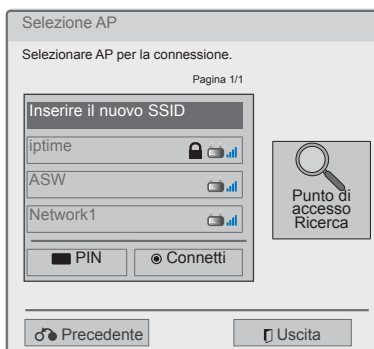 Selezione AP
Selezionare AP per la connessione.
Pagina 1/1
Inserire il nuovo SSID
iptime
ASW
Network1
PIN
Connetti
Punto di
accesso
Ricerca
Precedente
Uscita